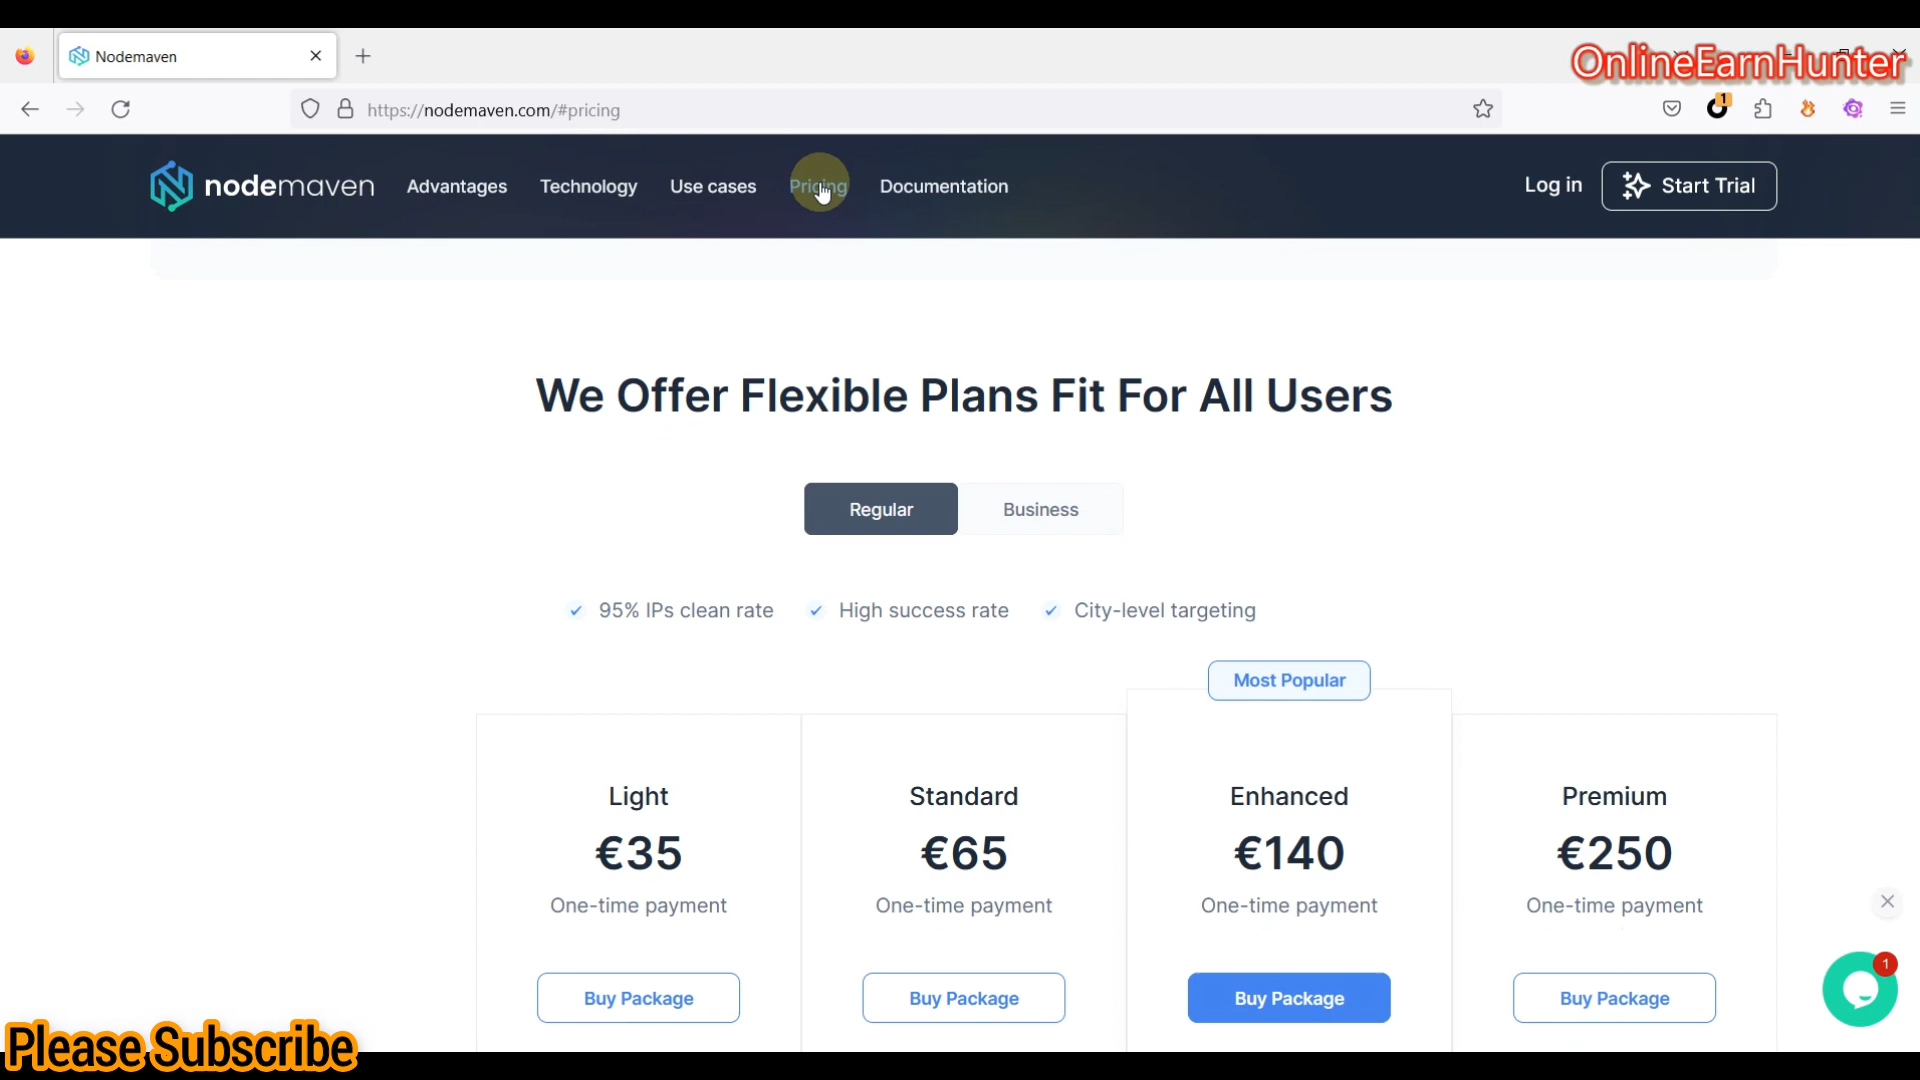 Nodemaven
OnlineEarnHunter
https://nodemaven.com/#pricing
1
nodemaven
Advantages
Technology
Use cases
Pricing
Documentation
Log in
Start Trial
We Offer Flexible Plans Fit For All Users
Regular
Business
95% IPs clean rate
High success rate
City-level targeting
Most Popular
Light
€35
One-time payment
Buy Package
Standard
€65
One-time payment
Buy Package
Enhanced
€140
One-time payment
Buy Package
Premium
€250
One-time payment
Buy Package
1
Please Subscribe